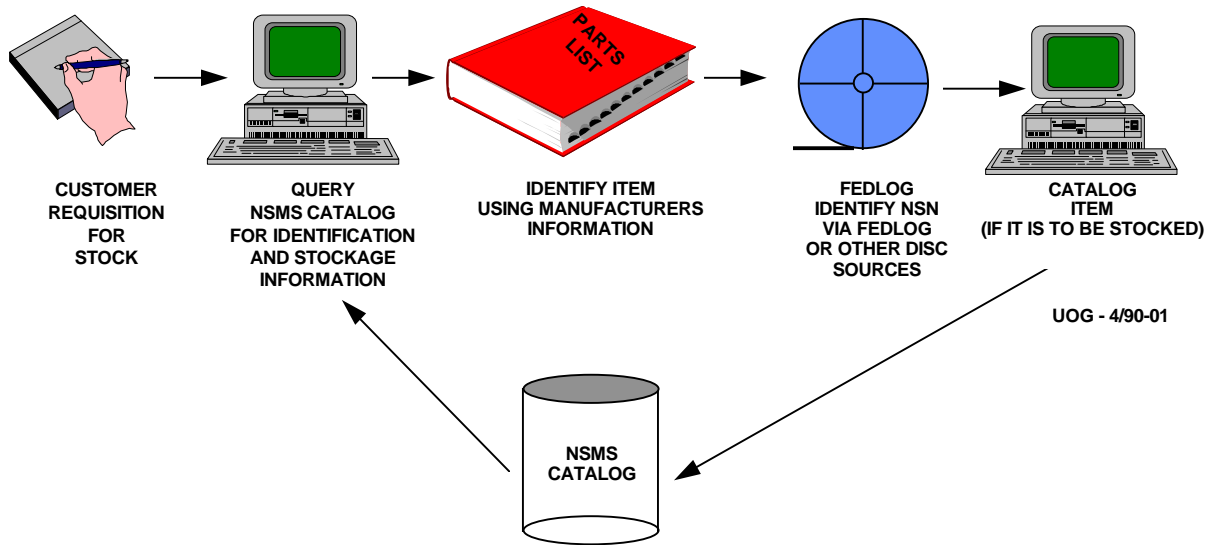 PARTS
LIST
CUSTOMER
REQUISITION
FOR
STOCK
QUERY
NSMS CATALOG
FOR IDENTIFICATION
AND STOCKAGE
INFORMATION
IDENTIFY ITEM
USING MANUFACTURERS
INFORMATION
FEDLOG
IDENTIFY NSN
VIA FEDLOG
OR OTHER DISC
SOURCES
CATALOG
ITEM
(IF IT IS TO BE STOCKED)
UOG - 4/90-01
NSMS
CATALOG